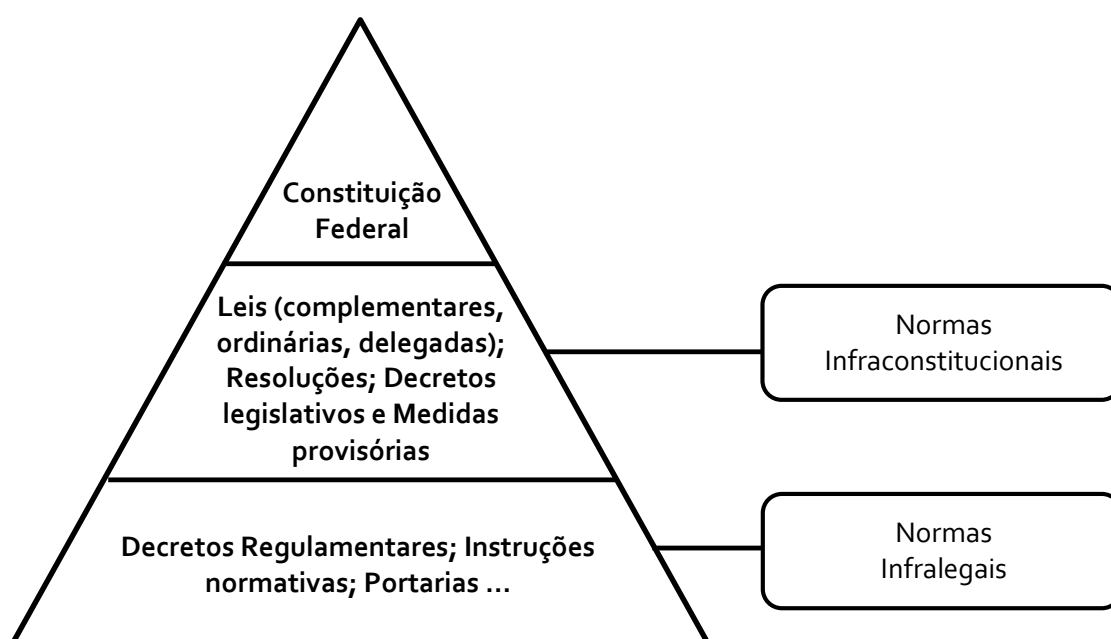 Constituição
Federal
Leis (complementares,
ordinárias, delegadas);
Resoluções; Decretos
legislativos e Medidas
provisórias
Normas
Infraconstitucionais
Decretos Regulamentares; Instruções
normativas; Portarias ...
Normas
Infralegais